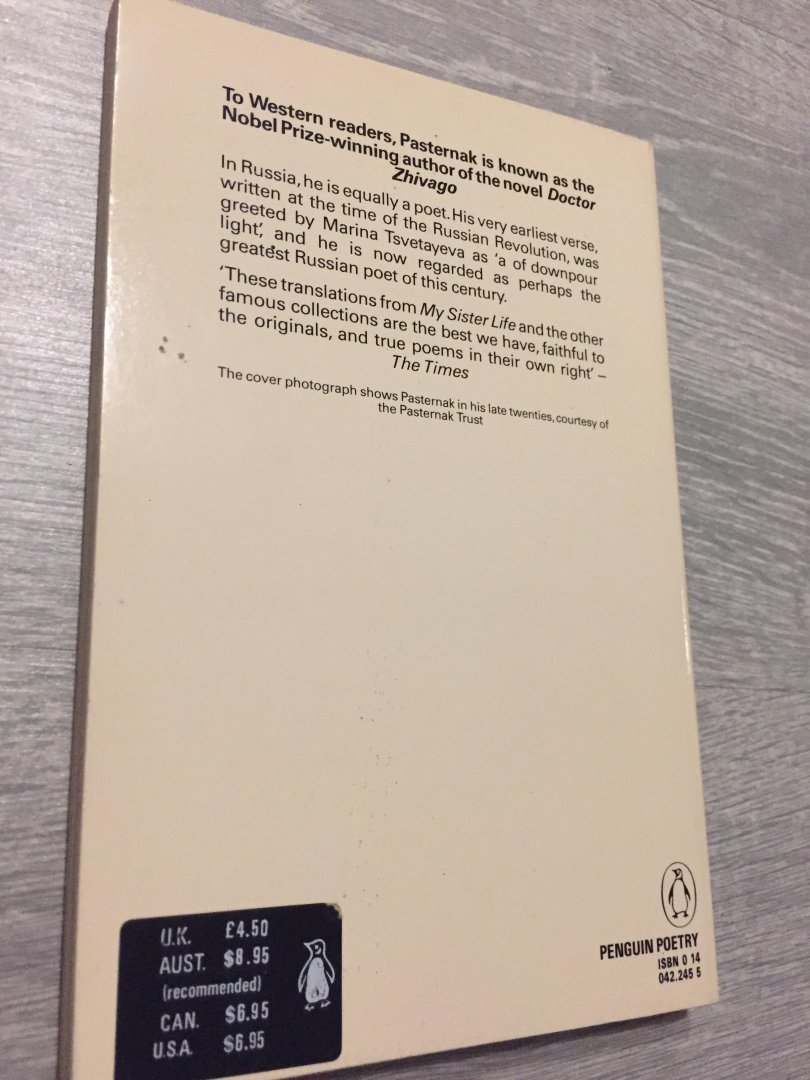 To Western readers, Pasternak is known as the
Nobel Prize-winning author of the novel Doctor
Zhivago
In Russia, he is equally a poet. His very earliest verse,
written at the time of the Russian Revolution, was
greeted by Marina Tsvetayeva as 'a of downpour
light', and he is now regarded as perhaps the
greatest Russian poet of this century.
'These translations from My Sister Life and the other
famous collections are the best we have, faithful to
the originals, and true poems in their own right' –
The Times
The cover photograph shows Pasternak in his late twenties, courtesy of
the Pasternak Trust
PENGUIN POETRY
ISBN 0 14
042.245 5
U.K. £4.50
AUST. $8.95
(recommended)
CAN. $6.95
U.S.A. $6.95